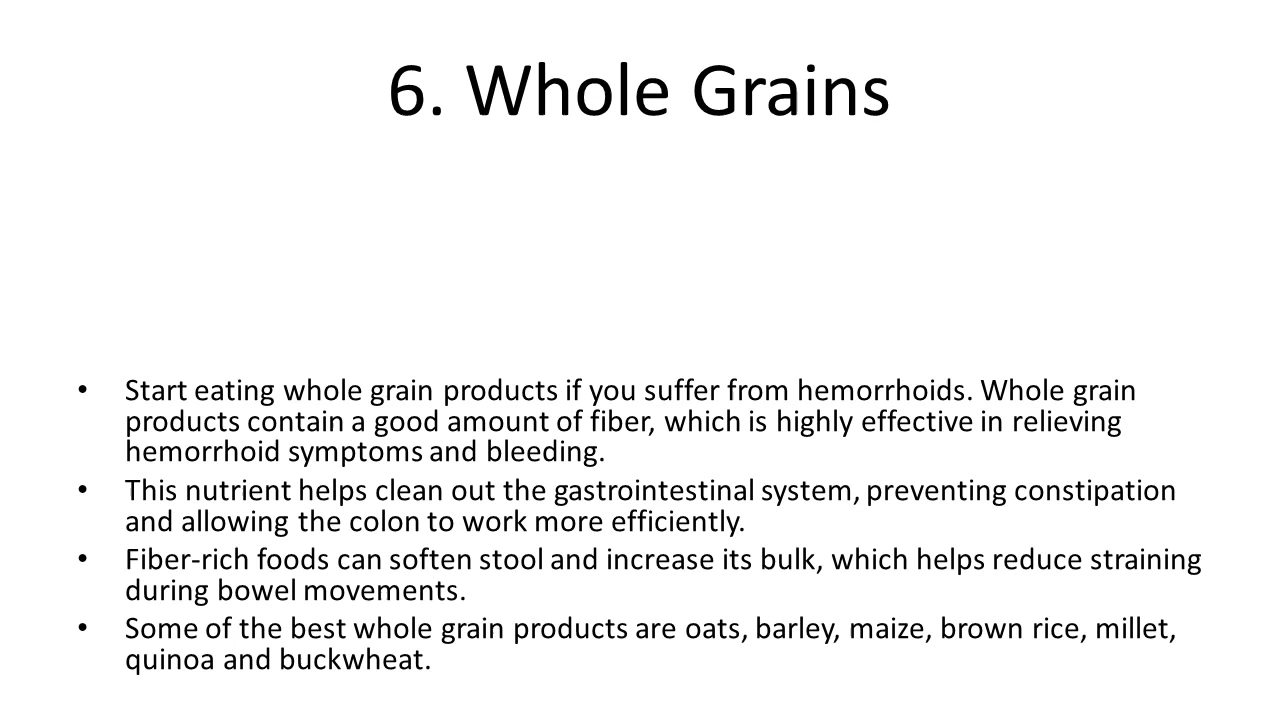 6. Whole Grains
• Start eating whole grain products if you suffer from hemorrhoids. Whole grain
products contain a good amount of fiber, which is highly effective in relieving
hemorrhoid symptoms and bleeding.
• This nutrient helps clean out the gastrointestinal system, preventing constipation
and allowing the colon to work more efficiently.
• Fiber-rich foods can soften stool and increase its bulk, which helps reduce straining
during bowel movements.
• Some of the best whole grain products are oats, barley, maize, brown rice, millet,
quinoa and buckwheat.